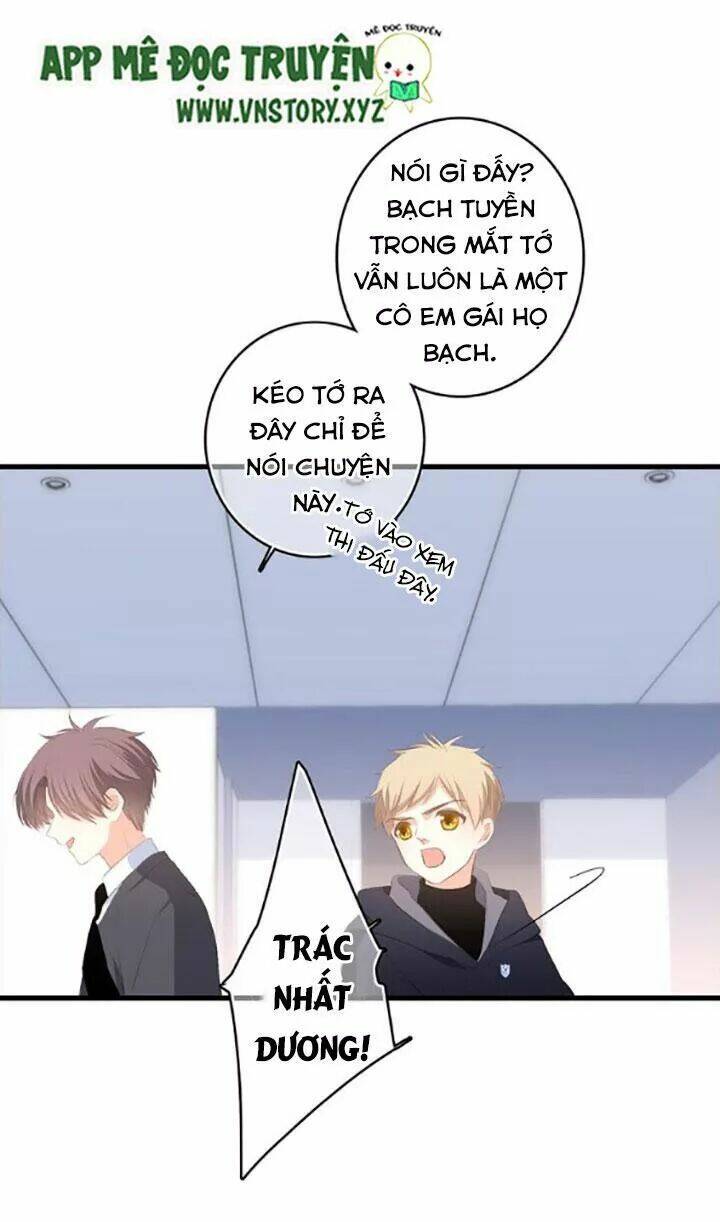 MÊ ĐỌC TRUYỆN
APP MÊ ĐỌC TRUYỆN
WWW.VNSTORY.XYZ
NÓI GÌ ĐẤY?
BẠCH TUYỀN
TRONG MẮT TỚ
VẪN LUÔN LÀ MỘT
CÔ EM GÁI HỌ
BẠCH.
KÉO TỚ RA
ĐÂY CHỈ ĐỂ
NÓI CHUYỆN
NÀY.
TỚ VÀO XEM
THI ĐẤU ĐÂY.
TRÁC
NHẤT
DƯƠNG!